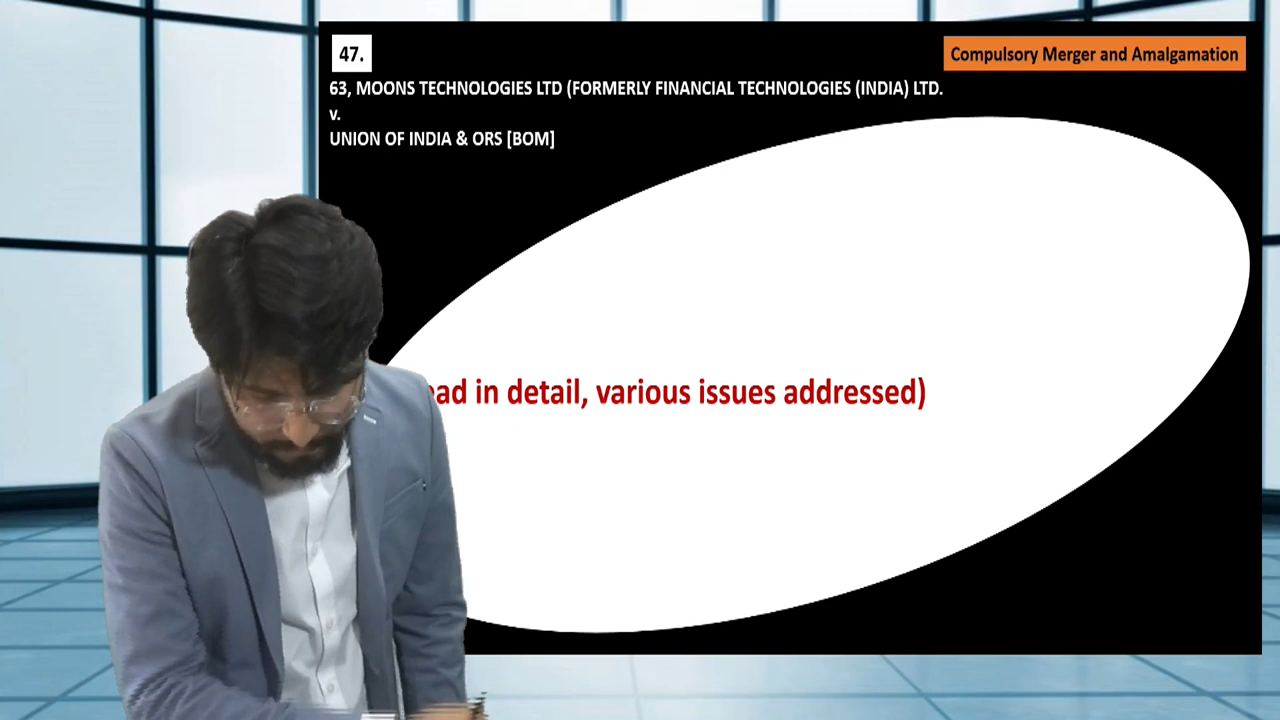 47.
Compulsory Merger and Amalgamation
63, MOONS TECHNOLOGIES LTD (FORMERLY FINANCIAL TECHNOLOGIES (INDIA) LTD.
v.
UNION OF INDIA & ORS [BOM]
in detail, various issues addressed)